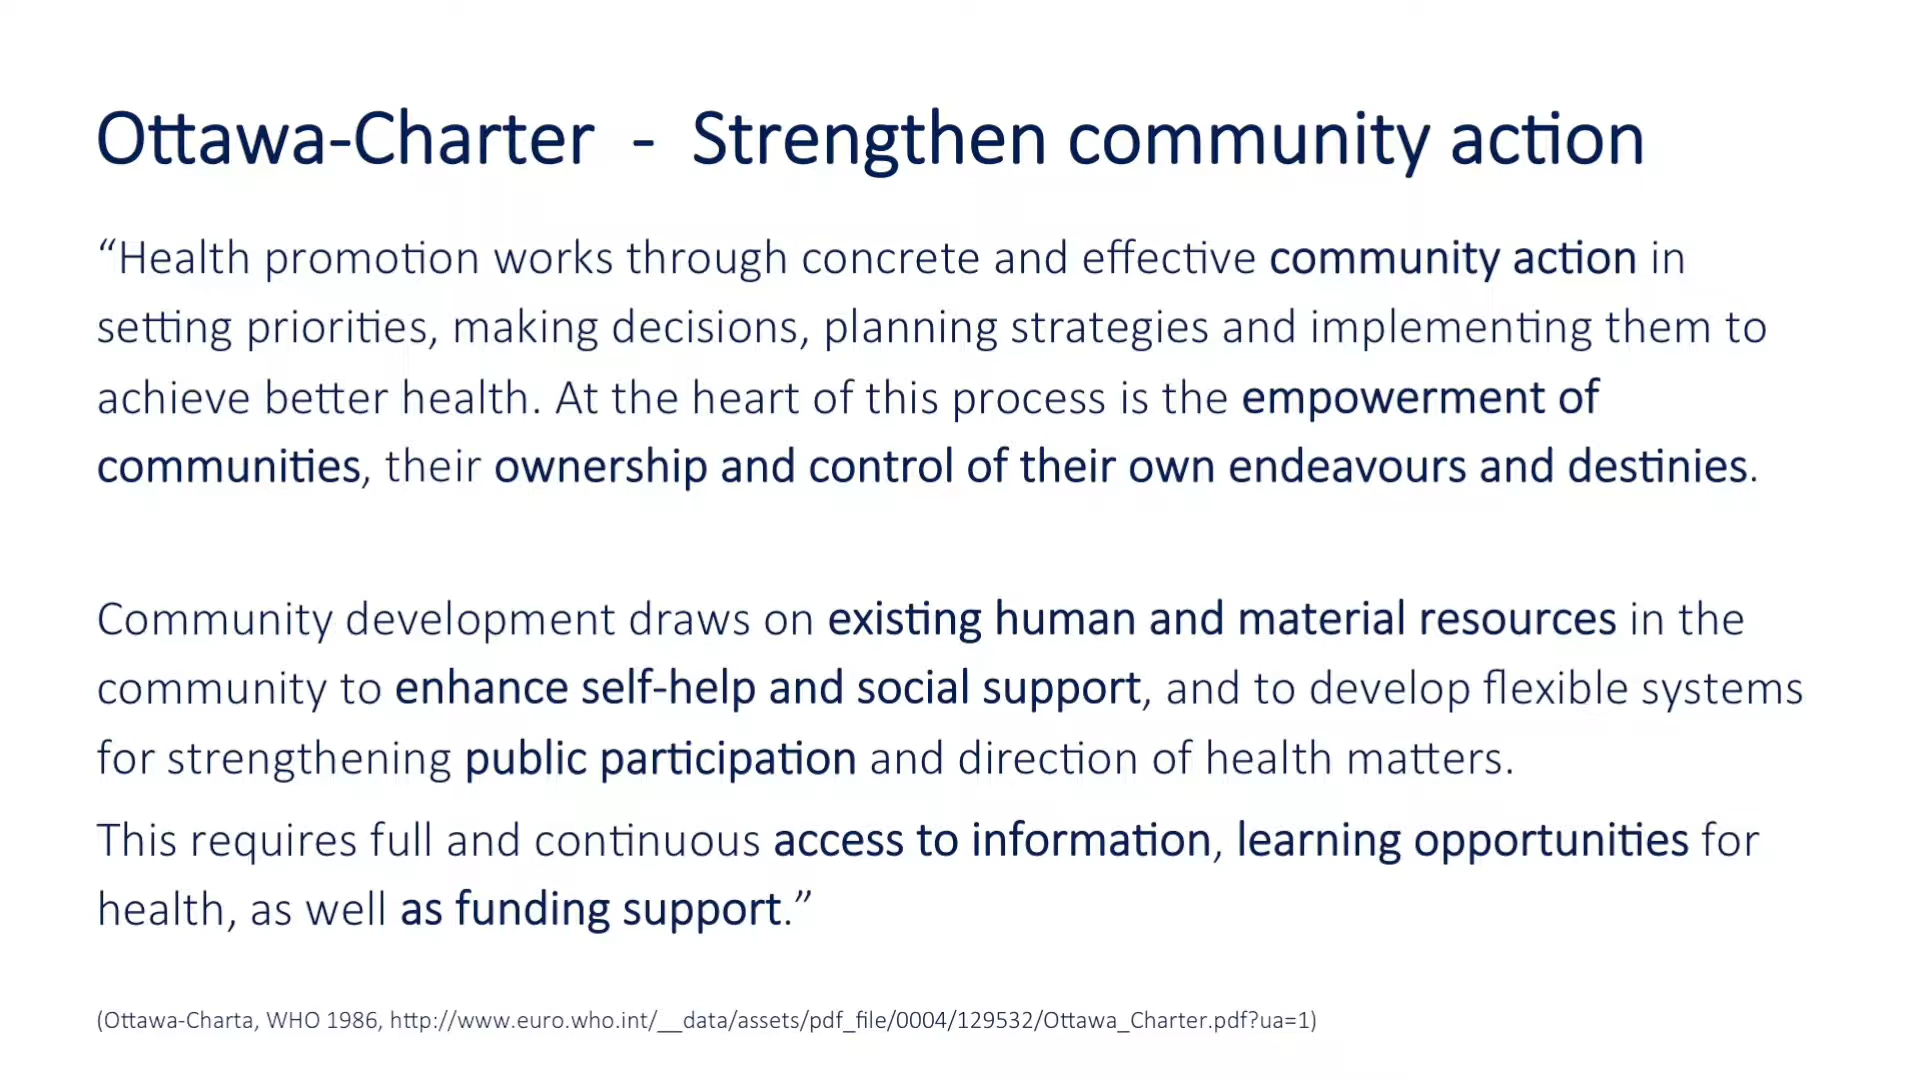 Ottawa-Charter - Strengthen community action
“Health promotion works through concrete and effective community action in
setting priorities, making decisions, planning strategies and implementing them to
achieve better health. At the heart of this process is the empowerment of
communities, their ownership and control of their own endeavours and destinies.
Community development draws on existing human and material resources in the
community to enhance self-help and social support, and to develop flexible systems
for strengthening public participation and direction of health matters.
This requires full and continuous access to information, learning opportunities for
health, as well as funding support.”
(Ottawa-Charta, WHO 1986, http://www.euro.who.int/__data/assets/pdf_file/0004/129532/Ottawa_Charter.pdf?ua=1)